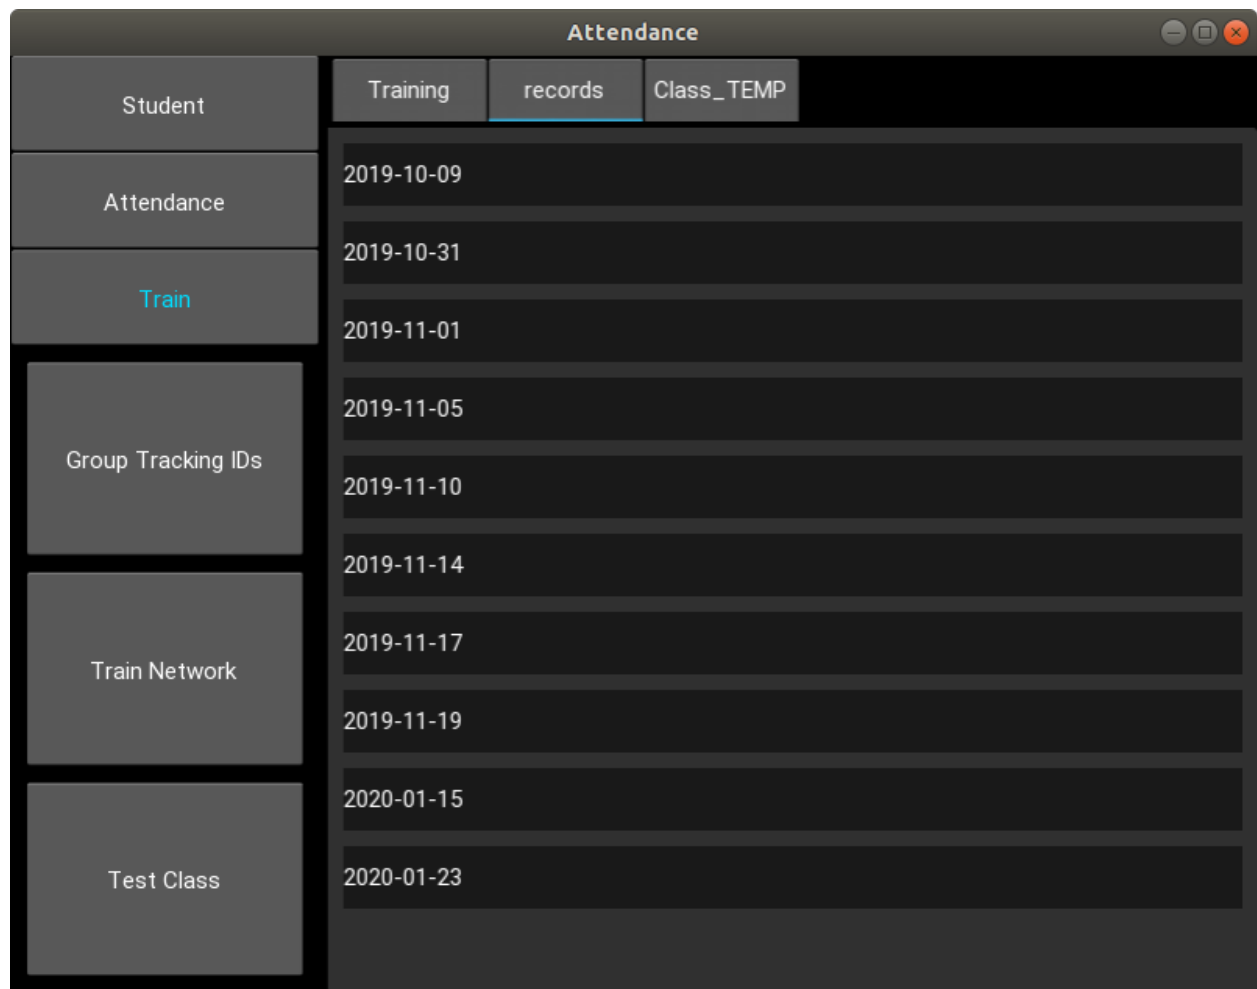 Attendance
Student
Attendance
Train
Group Tracking IDs
Train Network
Test Class
Training
records
Class_TEMP
2019-10-09
2019-10-31
2019-11-01
2019-11-05
2019-11-10
2019-11-14
2019-11-17
2019-11-19
2020-01-15
2020-01-23